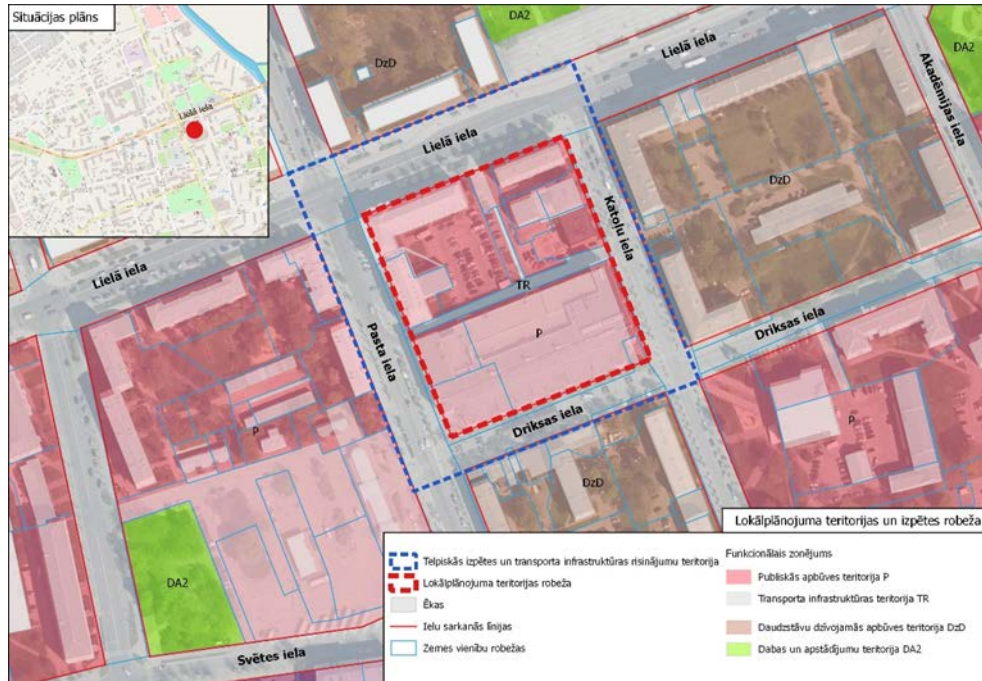 Situācijas plāns
Lielā iela
DA2
DzD
Lielā iela
Akadēmijas iela
DA2
Lielā iela
DzD
Katoļu iela
Lielā iela
TR
Driksas iela
Pasta iela
P
Driksas iela
P
P
DzD
DA2
Svētes iela
Lokālplānojuma teritorijas un izpētes robeža
Telpiskās izpētes un transporta infrastruktūras risinājumu teritorija
Lokālplānojuma teritorijas robeža
Ēkas
Ielu sarkanās līnijas
Zemes vienību robežas
Funkcionālais zonējums
Publiskās apbūves teritorija P
Transporta infrastruktūras teritorija TR
Daudzstāvu dzīvojamās apbūves teritorija DzD
Dabas un apstādījumu teritorija DA2